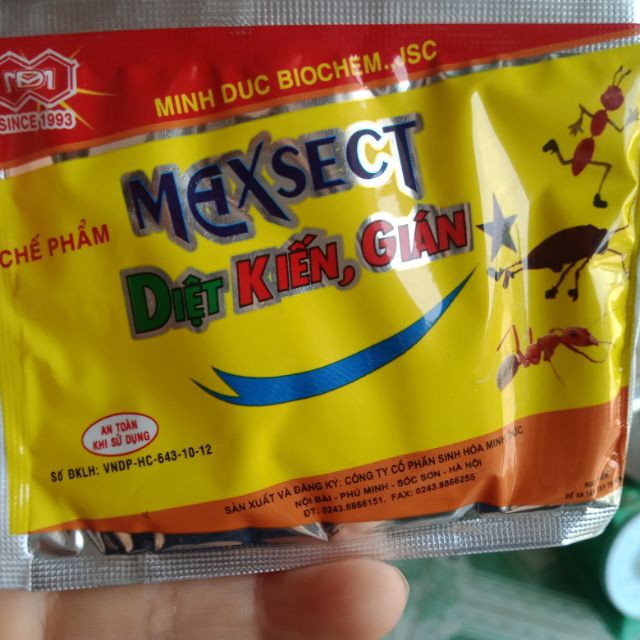 MINH DUC BIOCHEM.,JSC
SINCE 1993
MAXSECT
CHẾ PHẨM
DIỆT KIẾN, GIÁN
AN TOÀN
KHI SỬ DỤNG
SỐ ĐKLH: VNDP-HC-643-10-12
SẢN XUẤT VÀ ĐĂNG KÝ: CÔNG TY CỔ PHẦN SINH HÓA MINH ĐỨC
NỘI BÀI - PHÚ MINH - SÓC SƠN - HÀ NỘI
ĐT: 0243.8866151. FAX: 0243.8866255